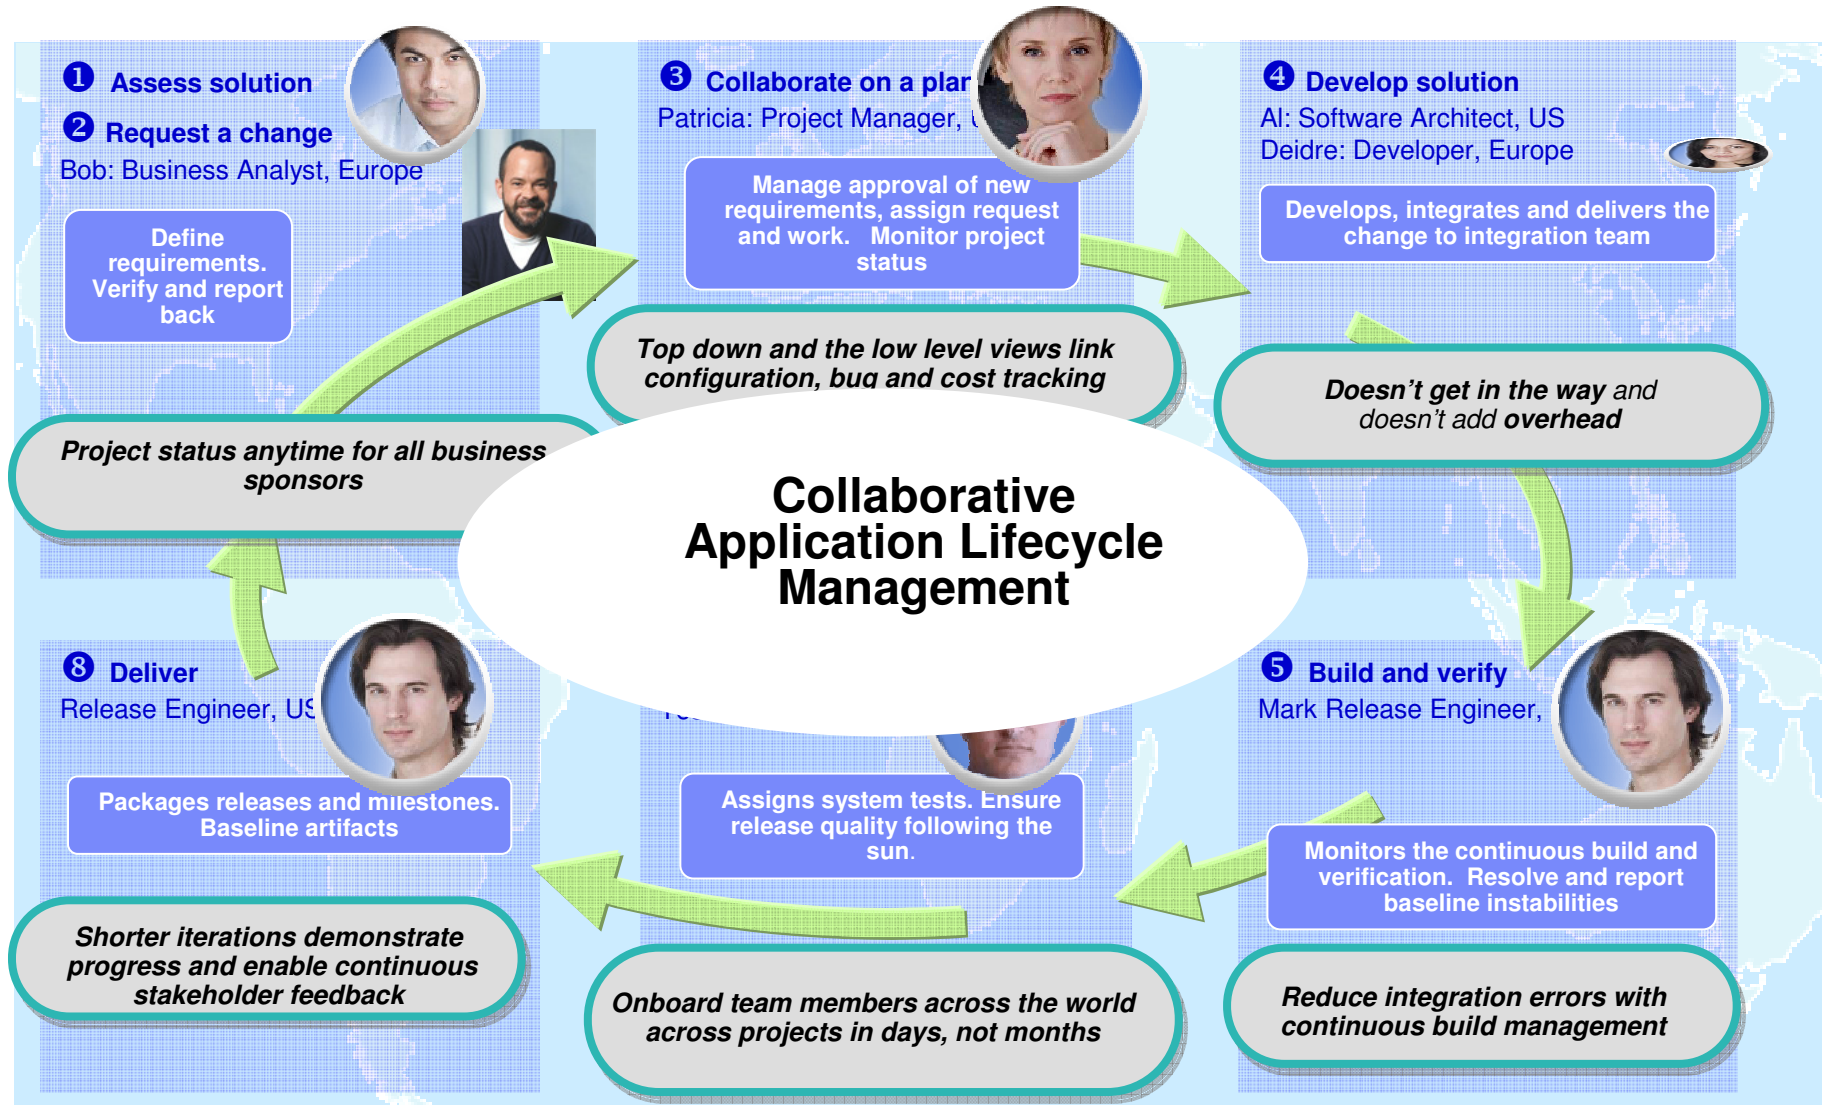 ❶ Assess solution
❷ Request a change
Bob: Business Analyst, Europe
Define
requirements.
Verify and report
back
Project status anytime for all business
sponsors
❸ Collaborate on a plan
Patricia: Project Manager,
Manage approval of new
requirements, assign request
and work. Monitor project
status
Top down and the low level views link
configuration, bug and cost tracking
❹ Develop solution
Al: Software Architect, US
Deidre: Developer, Europe
Develops, integrates and delivers the
change to integration team
Doesn't get in the way and
doesn't add overhead
Collaborative
Application Lifecycle
Management
❽ Deliver
Release Engineer, US
Packages releases and milestones.
Baseline artifacts
Shorter iterations demonstrate
progress and enable continuous
stakeholder feedback
Assigns system tests. Ensure
release quality following the
sun.
Onboard team members across the world
across projects in days, not months
❺ Build and verify
Mark Release Engineer,
Monitors the continuous build and
verification. Resolve and report
baseline instabilities
Reduce integration errors with
continuous build management